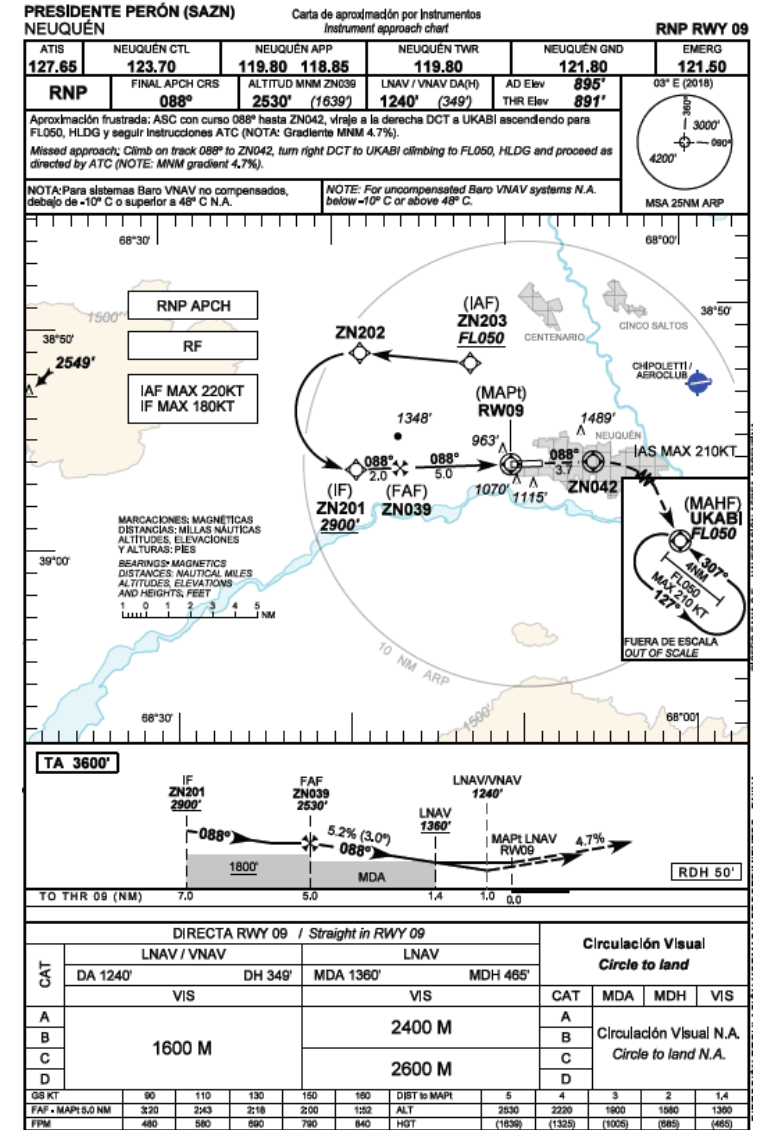 PRESIDENTE PERÓN (SAZN)
NEUQUÉN
Carta de aproximación por instrumentos
Instrument approach chart
RNP RWY 09
ATIS NEUQUÉN CTL NEUQUÉN APP NEUQUÉN TWR NEUQUÉN GND EMERG
127.65 123.70 119.80 118.85 119.80 121.80 121.50
RNP
FINAL APCH CRS
088º
ALTITUD MNM ZN039
2530' (1639')
LNAV / VNAV DA(H)
1240' (349')
AD Elev 895'
THR Elev 891'
03° E (2018)
360º
3000'
090º
4200'
MSA 25NM ARP
Aproximación frustrada: ASC con curso 088º hasta ZN042, viraje a la derecha DCT a UKABI ascendiendo para
FL050, HLDG y seguir instrucciones ATC (NOTA: Gradiente MNM 4.7%).
Missed approach; Climb on track 088º to ZN042, turn right DCT to UKABI climbing to FL050, HLDG and proceed as
directed by ATC (NOTE: MNM gradient 4.7%).
NOTA:Para sistemas Baro VNAV no compensados,
debajo de -10º C o superior a 48º C N.A.
NOTE: For uncompensated Baro VNAV systems N.A.
below -10º C or above 48º C.
68°30'
68°00'
RNP APCH
RF
IAF MAX 220KT
IF MAX 180KT
1500'
38°50'
2549'
ZN202
(IAF)
ZN203
FL050
CENTENARIO
CINCO SALTOS
38°50'
CHIPOLETTI /
AEROCLUB
(MAPt)
RW09
1348'
963'
1489'
NEUQUÉN
IAS MAX 210KT
088º
2.0
088º
5.0
088º
3.7
ZN042
1070'
1115'
(IF)
ZN201
2900'
(FAF)
ZN039
(MAHF)
UKABI
FL050
307º
4NM
FL050
MAX 210 KT
127º
FUERA DE ESCALA
OUT OF SCALE
MARCACIONES: MAGNÉTICAS
DISTANCIAS: MILLAS NÁUTICAS
ALTITUDES, ELEVACIONES
Y ALTURAS: PIES
BEARINGS: MAGNETICS
DISTANCES: NAUTICAL MILES
ALTITUDES, ELEVATIONS
AND HEIGHTS; FEET
1 0 1 2 3 4 5 NM
39°00'
10 NM ARP
1500'
68°30'
68°00'
TA 3600'
IF
ZN201
2900'
FAF
ZN039
2530'
LNAV/VNAV
1240'
LNAV
1360'
088º
5.2% (3.0º)
088º
MAPt LNAV
RW09
4.7%
1800'
MDA
RDH 50'
TO THR 09 (NM) 7.0 5.0 1.4 1.0 0.0
DIRECTA RWY 09 / Straight in RWY 09
Circulación Visual
Circle to land
CAT
LNAV / VNAV
LNAV
DA 1240' DH 349' MDA 1360' MDH 465'
VIS VIS CAT MDA MDH VIS
A
B
C
D
1600 M
2400 M
2600 M
A
B
C
D
Circulación Visual N.A.
Circle to land N.A.
GS KT 90 110 130 150 160 DIST to MAPt 5 4 3 2 1,4
FAF - MAPt 5.0 NM 3:20 2:43 2:18 2:00 1:52 ALT 2530 2220 1900 1580 1360
FPM 480 580 690 790 840 HGT (1639) (1325) (1005) (685) (465)